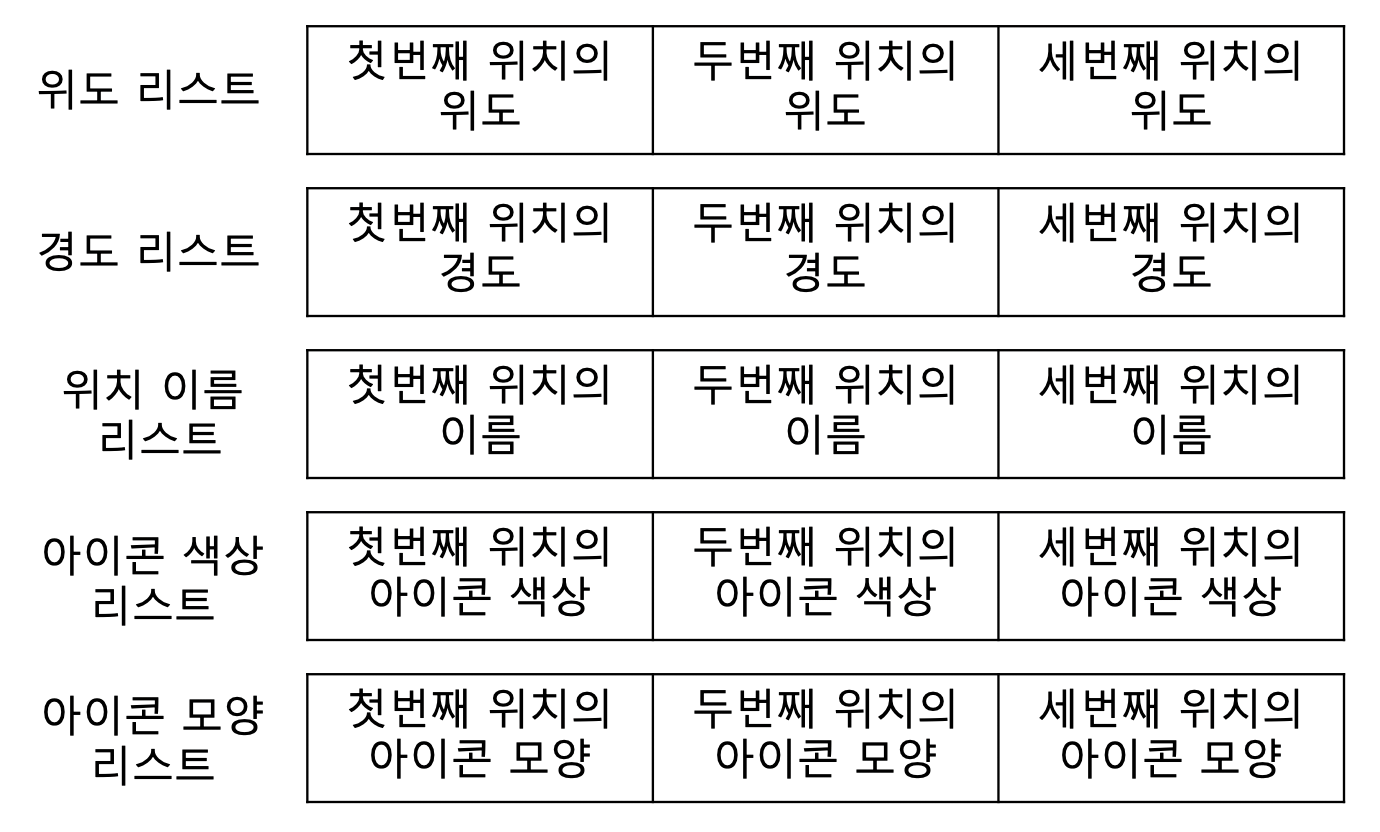 위도 리스트
첫번째 위치의
위도
두번째 위치의
위도
세번째 위치의
위도
경도 리스트
첫번째 위치의
경도
두번째 위치의
경도
세번째 위치의
경도
위치 이름
리스트
첫번째 위치의
이름
두번째 위치의
이름
세번째 위치의
이름
아이콘 색상
리스트
첫번째 위치의
아이콘 색상
두번째 위치의
아이콘 색상
세번째 위치의
아이콘 색상
아이콘 모양
리스트
첫번째 위치의
아이콘 모양
두번째 위치의
아이콘 모양
세번째 위치의
아이콘 모양